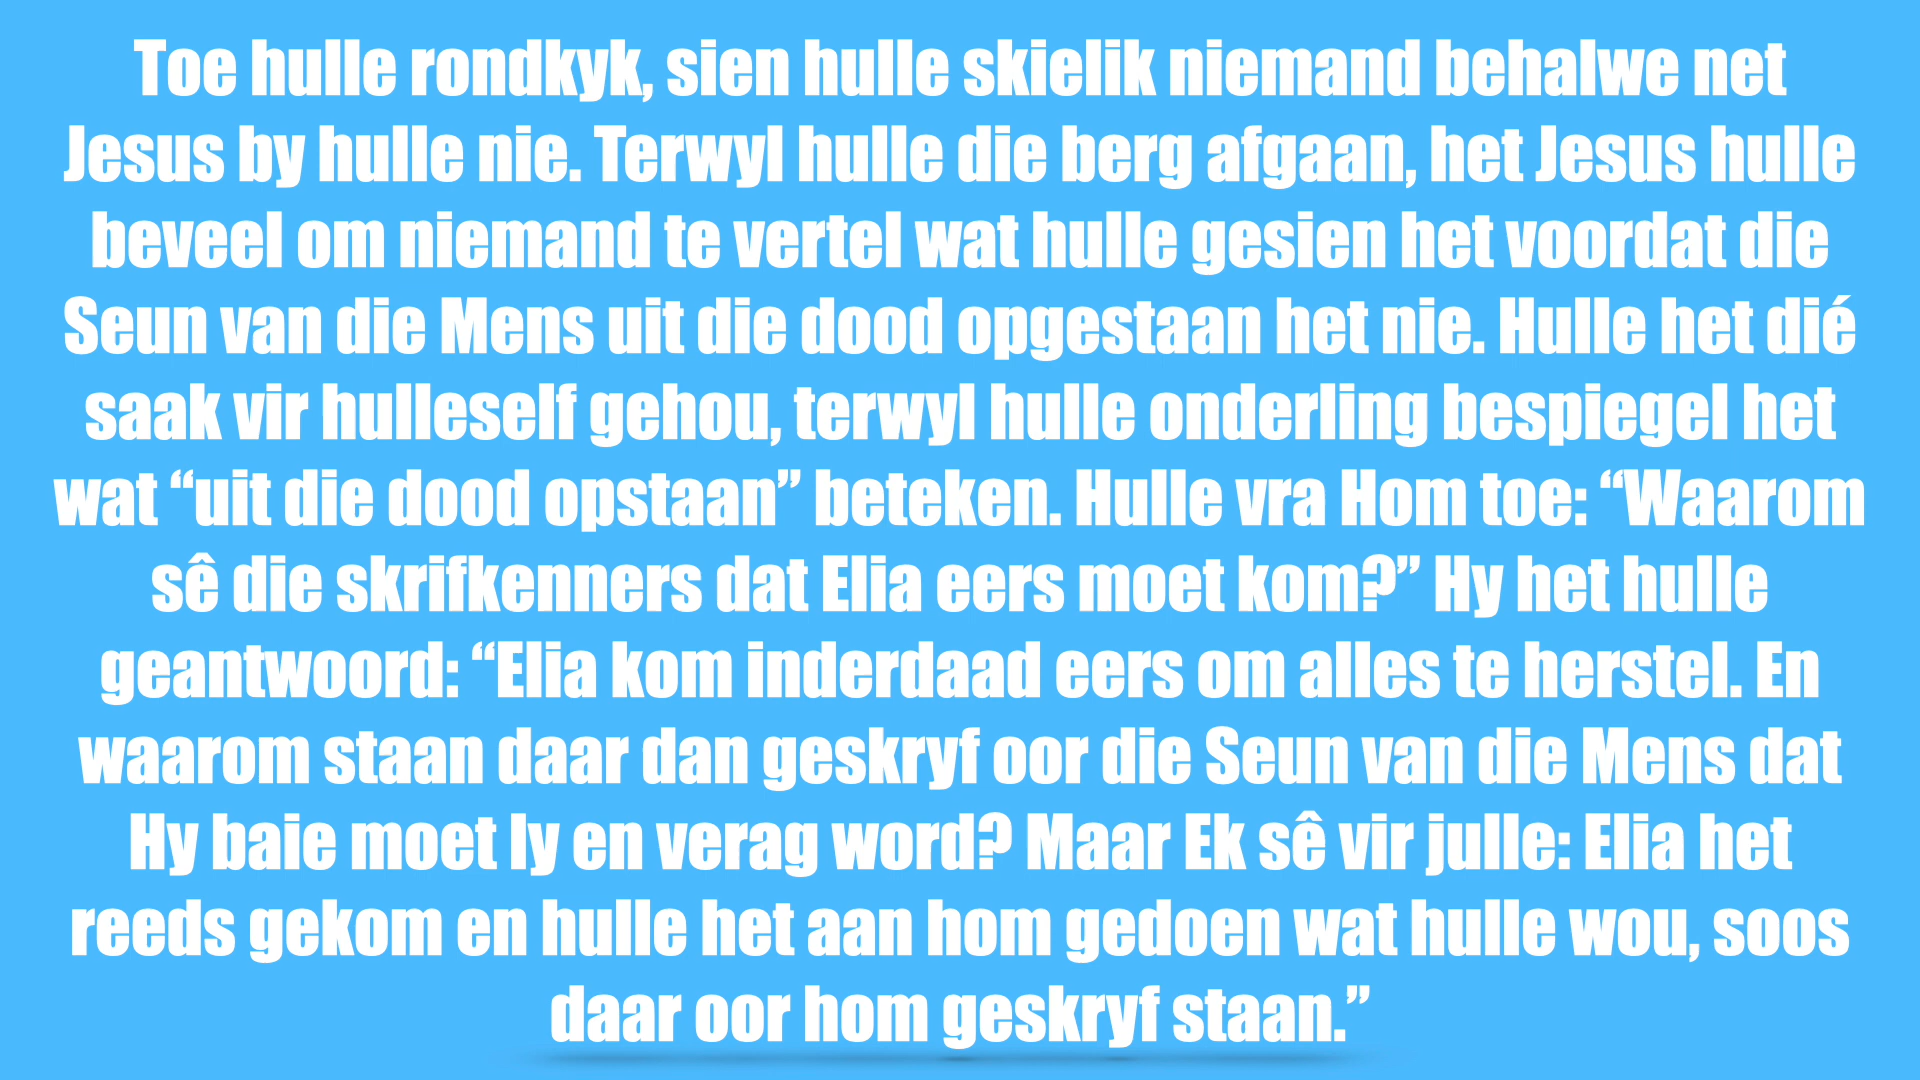 Toe hulle rondkyk, sien hulle skielik niemand behalwe net
Jesus by hulle nie. Terwyl hulle die berg afgaan, het Jesus hulle
beveel om niemand te vertel wat hulle gesien het voordat die
Seun van die Mens uit die dood opgestaan het nie. Hulle het dié
saak vir hulleself gehou, terwyl hulle onderling bespiegel het
wat “uit die dood opstaan” beteken. Hulle vra Hom toe: “Waarom
sê die skrifkenners dat Elia eers moet kom?” Hy het hulle
geantwoord: “Elia kom inderdaad eers om alles te herstel. En
waarom staan daar dan geskryf oor die Seun van die Mens dat
Hy baie moet ly en verag word? Maar Ek sê vir julle: Elia het
reeds gekom en hulle het aan hom gedoen wat hulle wou, soos
daar oor hom geskryf staan.”